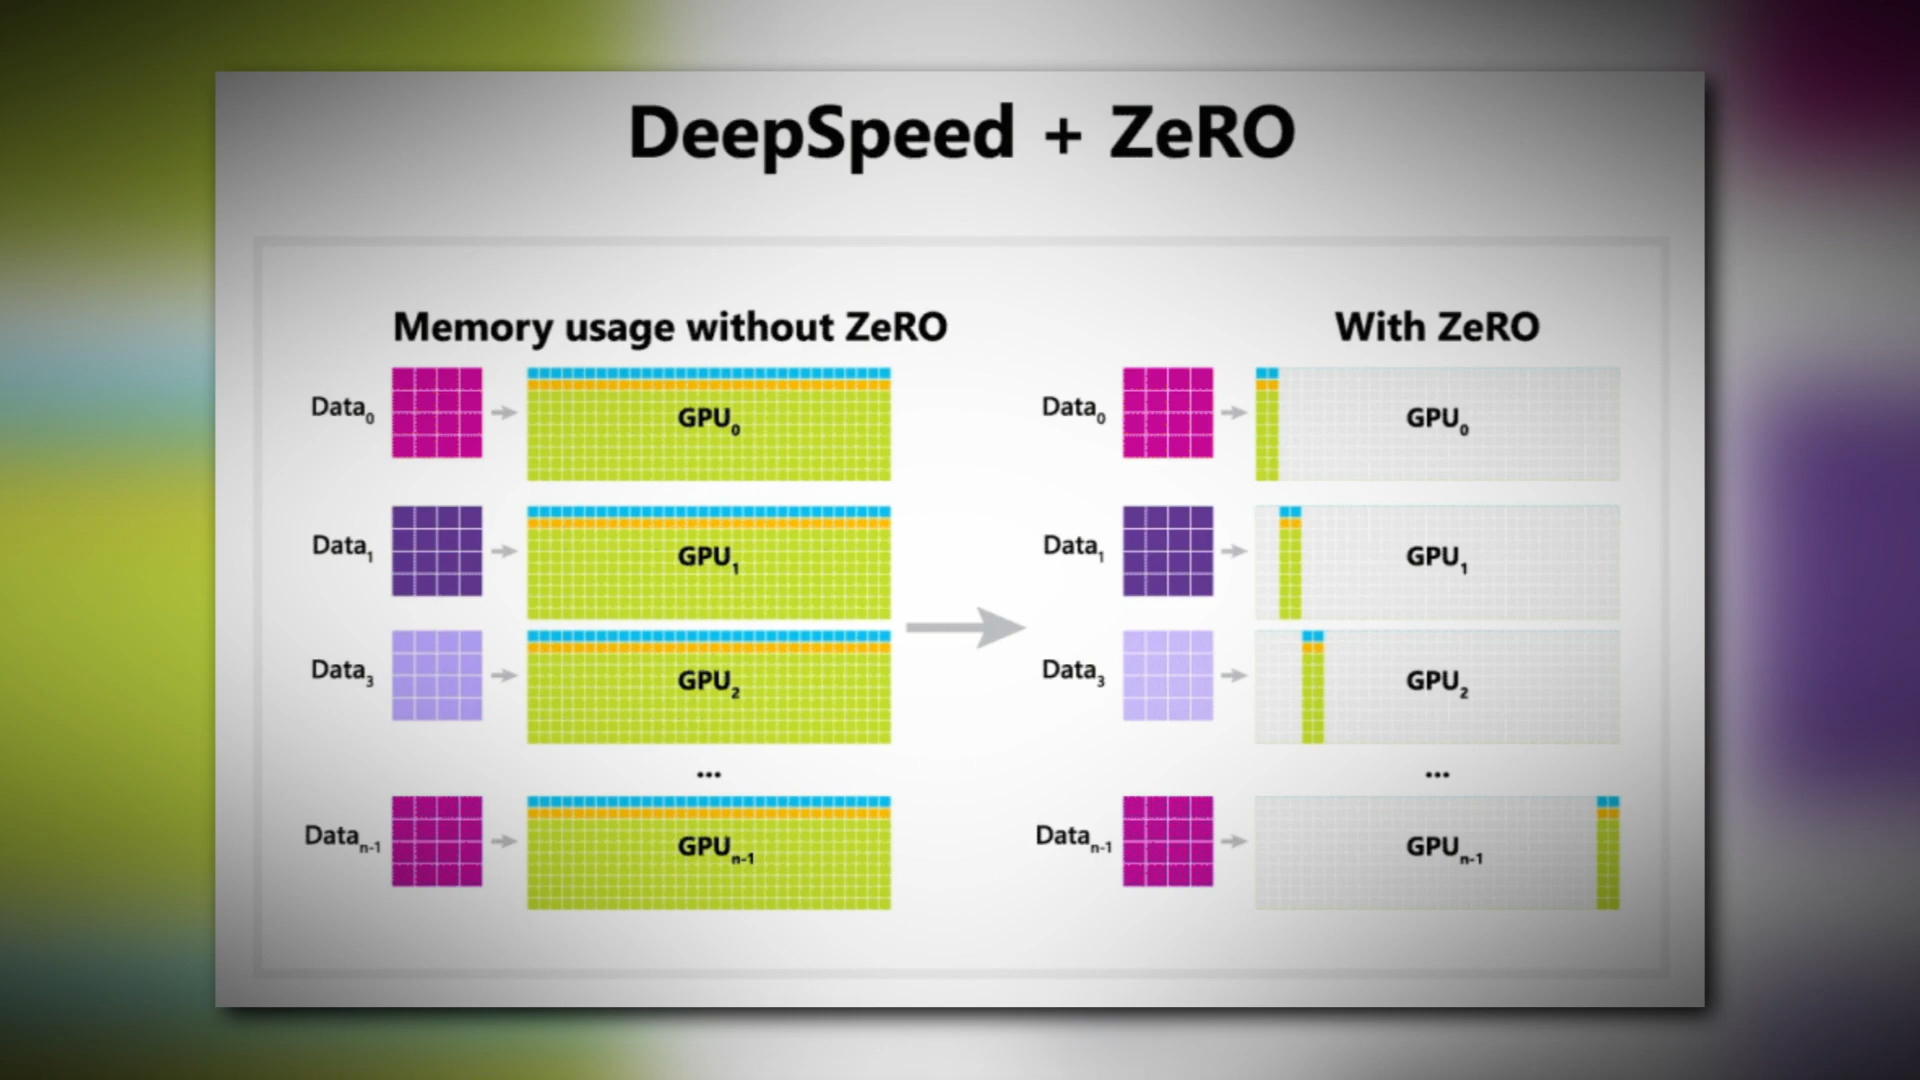 DeepSpeed + ZeRO
Memory usage without ZeRO
Data0
GPU0
Data1
GPU1
Data3
GPU2
...
Datan-1
GPUn-1
With ZeRO
Data0
GPU0
Data1
GPU1
Data3
GPU2
...
Datan-1
GPUn-1